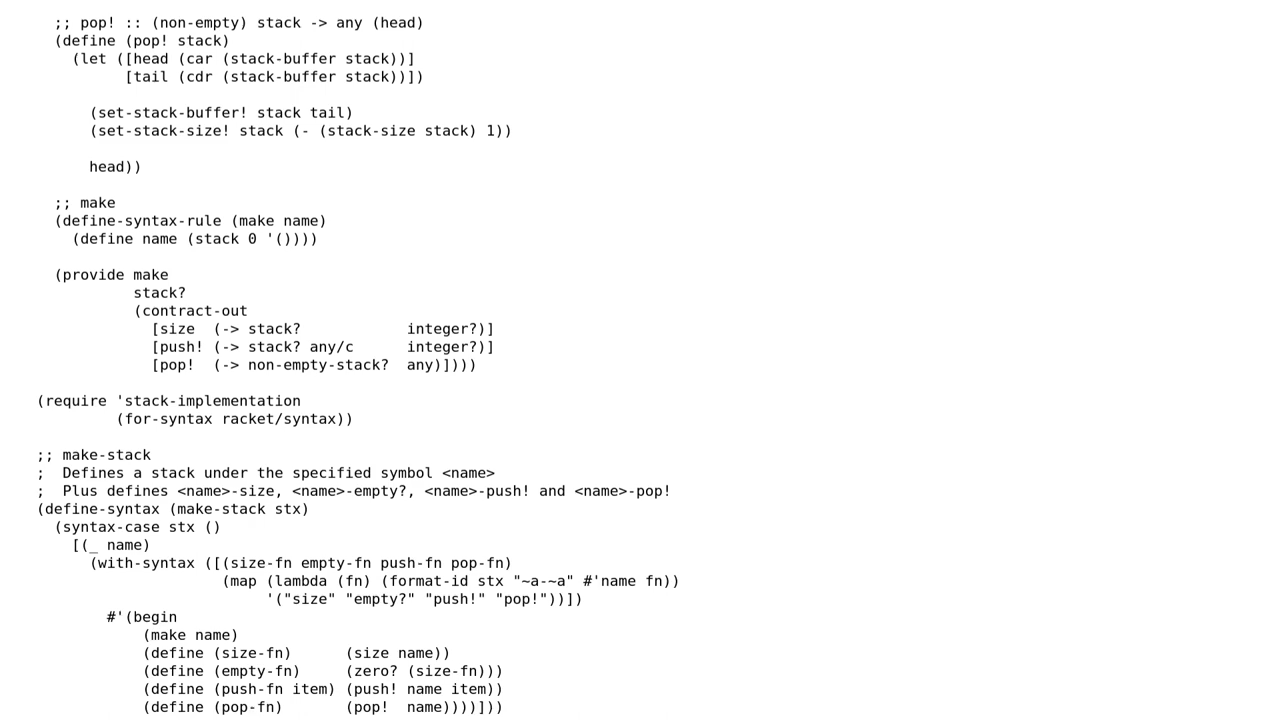 ;; pop! :: (non-empty) stack -> any (head)
(define (pop! stack)
(let ([head (car (stack-buffer stack))]
[tail (cdr (stack-buffer stack))])
(set-stack-buffer! stack tail)
(set-stack-size! stack (- (stack-size stack) 1))
head))
;; make
(define-syntax-rule (make name)
(define name (stack 0 '())))
(provide make
stack?
(contract-out
[size (-> stack? integer?)]
[push! (-> stack? any/c integer?)]
[pop! (-> non-empty-stack? any)])))
(require 'stack-implementation
(for-syntax racket/syntax))
;; make-stack
; Defines a stack under the specified symbol <name>
; Plus defines <name>-size, <name>-empty?, <name>-push! and <name>-pop!
(define-syntax (make-stack stx)
(syntax-case stx ()
[(_ name)
(with-syntax ([(size-fn empty-fn push-fn pop-fn)
(map (lambda (fn) (format-id stx "~a-~a" #'name fn))
'("size" "empty?" "push!" "pop!"))])
#'(begin
(make name)
(define (size-fn) (size name))
(define (empty-fn) (zero? (size-fn)))
(define (push-fn item) (push! name item))
(define (pop-fn) (pop! name))))]))